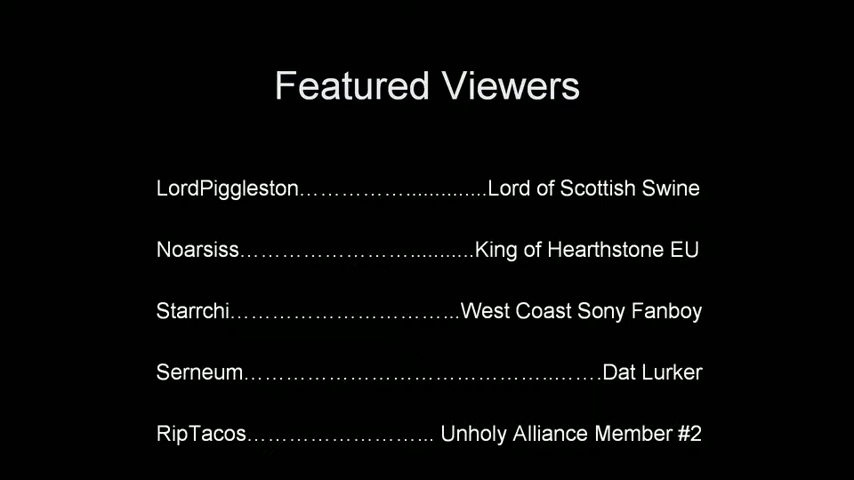 Featured Viewers
LordPiggleston……………..............Lord of Scottish Swine
Noarsiss……………………...........King of Hearthstone EU
Starrchi…………………………...West Coast Sony Fanboy
Serneum……………………………………..…….Dat Lurker
RipTacos……………………... Unholy Alliance Member #2